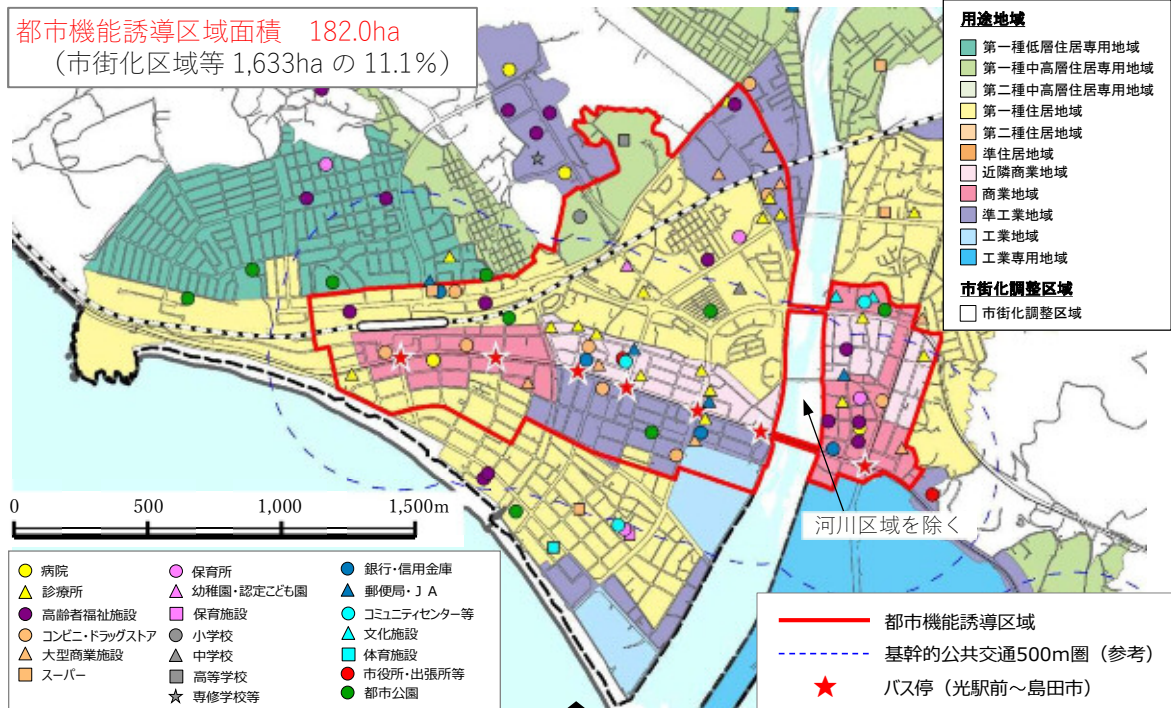 都市機能誘導区域面積　182.0ha
（市街化区域等 1,633ha の 11.1％）
用途地域
第一種低層住居専用地域
第一種中高層住居専用地域
第二種中高層住居専用地域
第一種住居地域
第二種住居地域
準住居地域
近隣商業地域
商業地域
準工業地域
工業地域
工業専用地域
市街化調整区域
市街化調整区域
河川区域を除く
0 500 1,000 1,500m
病院
診療所
高齢者福祉施設
コンビニ・ドラッグストア
大型商業施設
スーパー
保育所
幼稚園・認定こども園
保育施設
小学校
中学校
高等学校
専修学校等
銀行・信用金庫
郵便局・ＪＡ
コミュニティセンター等
文化施設
体育施設
市役所・出張所等
都市公園
都市機能誘導区域
基幹的公共交通500m圏（参考）
バス停（光駅前～島田市）